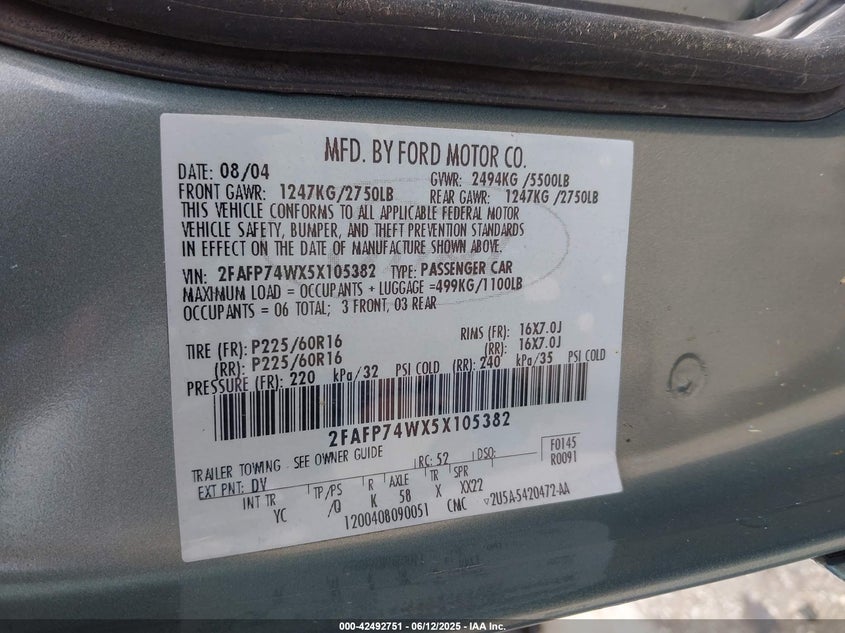 MFD. BY FORD MOTOR CO.
DATE: 08/04 GVWR: 2494KG /5500LB
FRONT GAWR: 1247KG/2750LB REAR GAWR: 1247KG /2750LB
THIS VEHICLE CONFORMS TO ALL APPLICABLE FEDERAL MOTOR
VEHICLE SAFETY, BUMPER, AND THEFT PREVENTION STANDARDS
IN EFFECT ON THE DATE OF MANUFACTURE SHOWN ABOVE.
VIN: 2FAFP74WX5X105382 TYPE: PASSENGER CAR
MAXIMUM LOAD = OCCUPANTS + LUGGAGE =499KG/1100LB
OCCUPANTS = 06 TOTAL; 3 FRONT, 03 REAR
TIRE (FR): P225/60R16 RIMS (FR): 16X7.0J
(RR): P225/60R16 (RR): 16X7.0J
PRESSURE (FR): 220 kPa/32 PSI COLD (RR): 240 kPa/35 PSI COLD
2FAFP74WX5X105382
TRAILER TOWING - SEE OWNER GUIDE RC: 52 DSO: F0145
EXT PNT: DV R0091
INT TR TP/PS R AXLE TR SPR
YC /Q K 58 X XX22
1200408090051 CMC ▽2U5A-5420472-AA
000-42492751 - 06/12/2025 - IAA Inc.